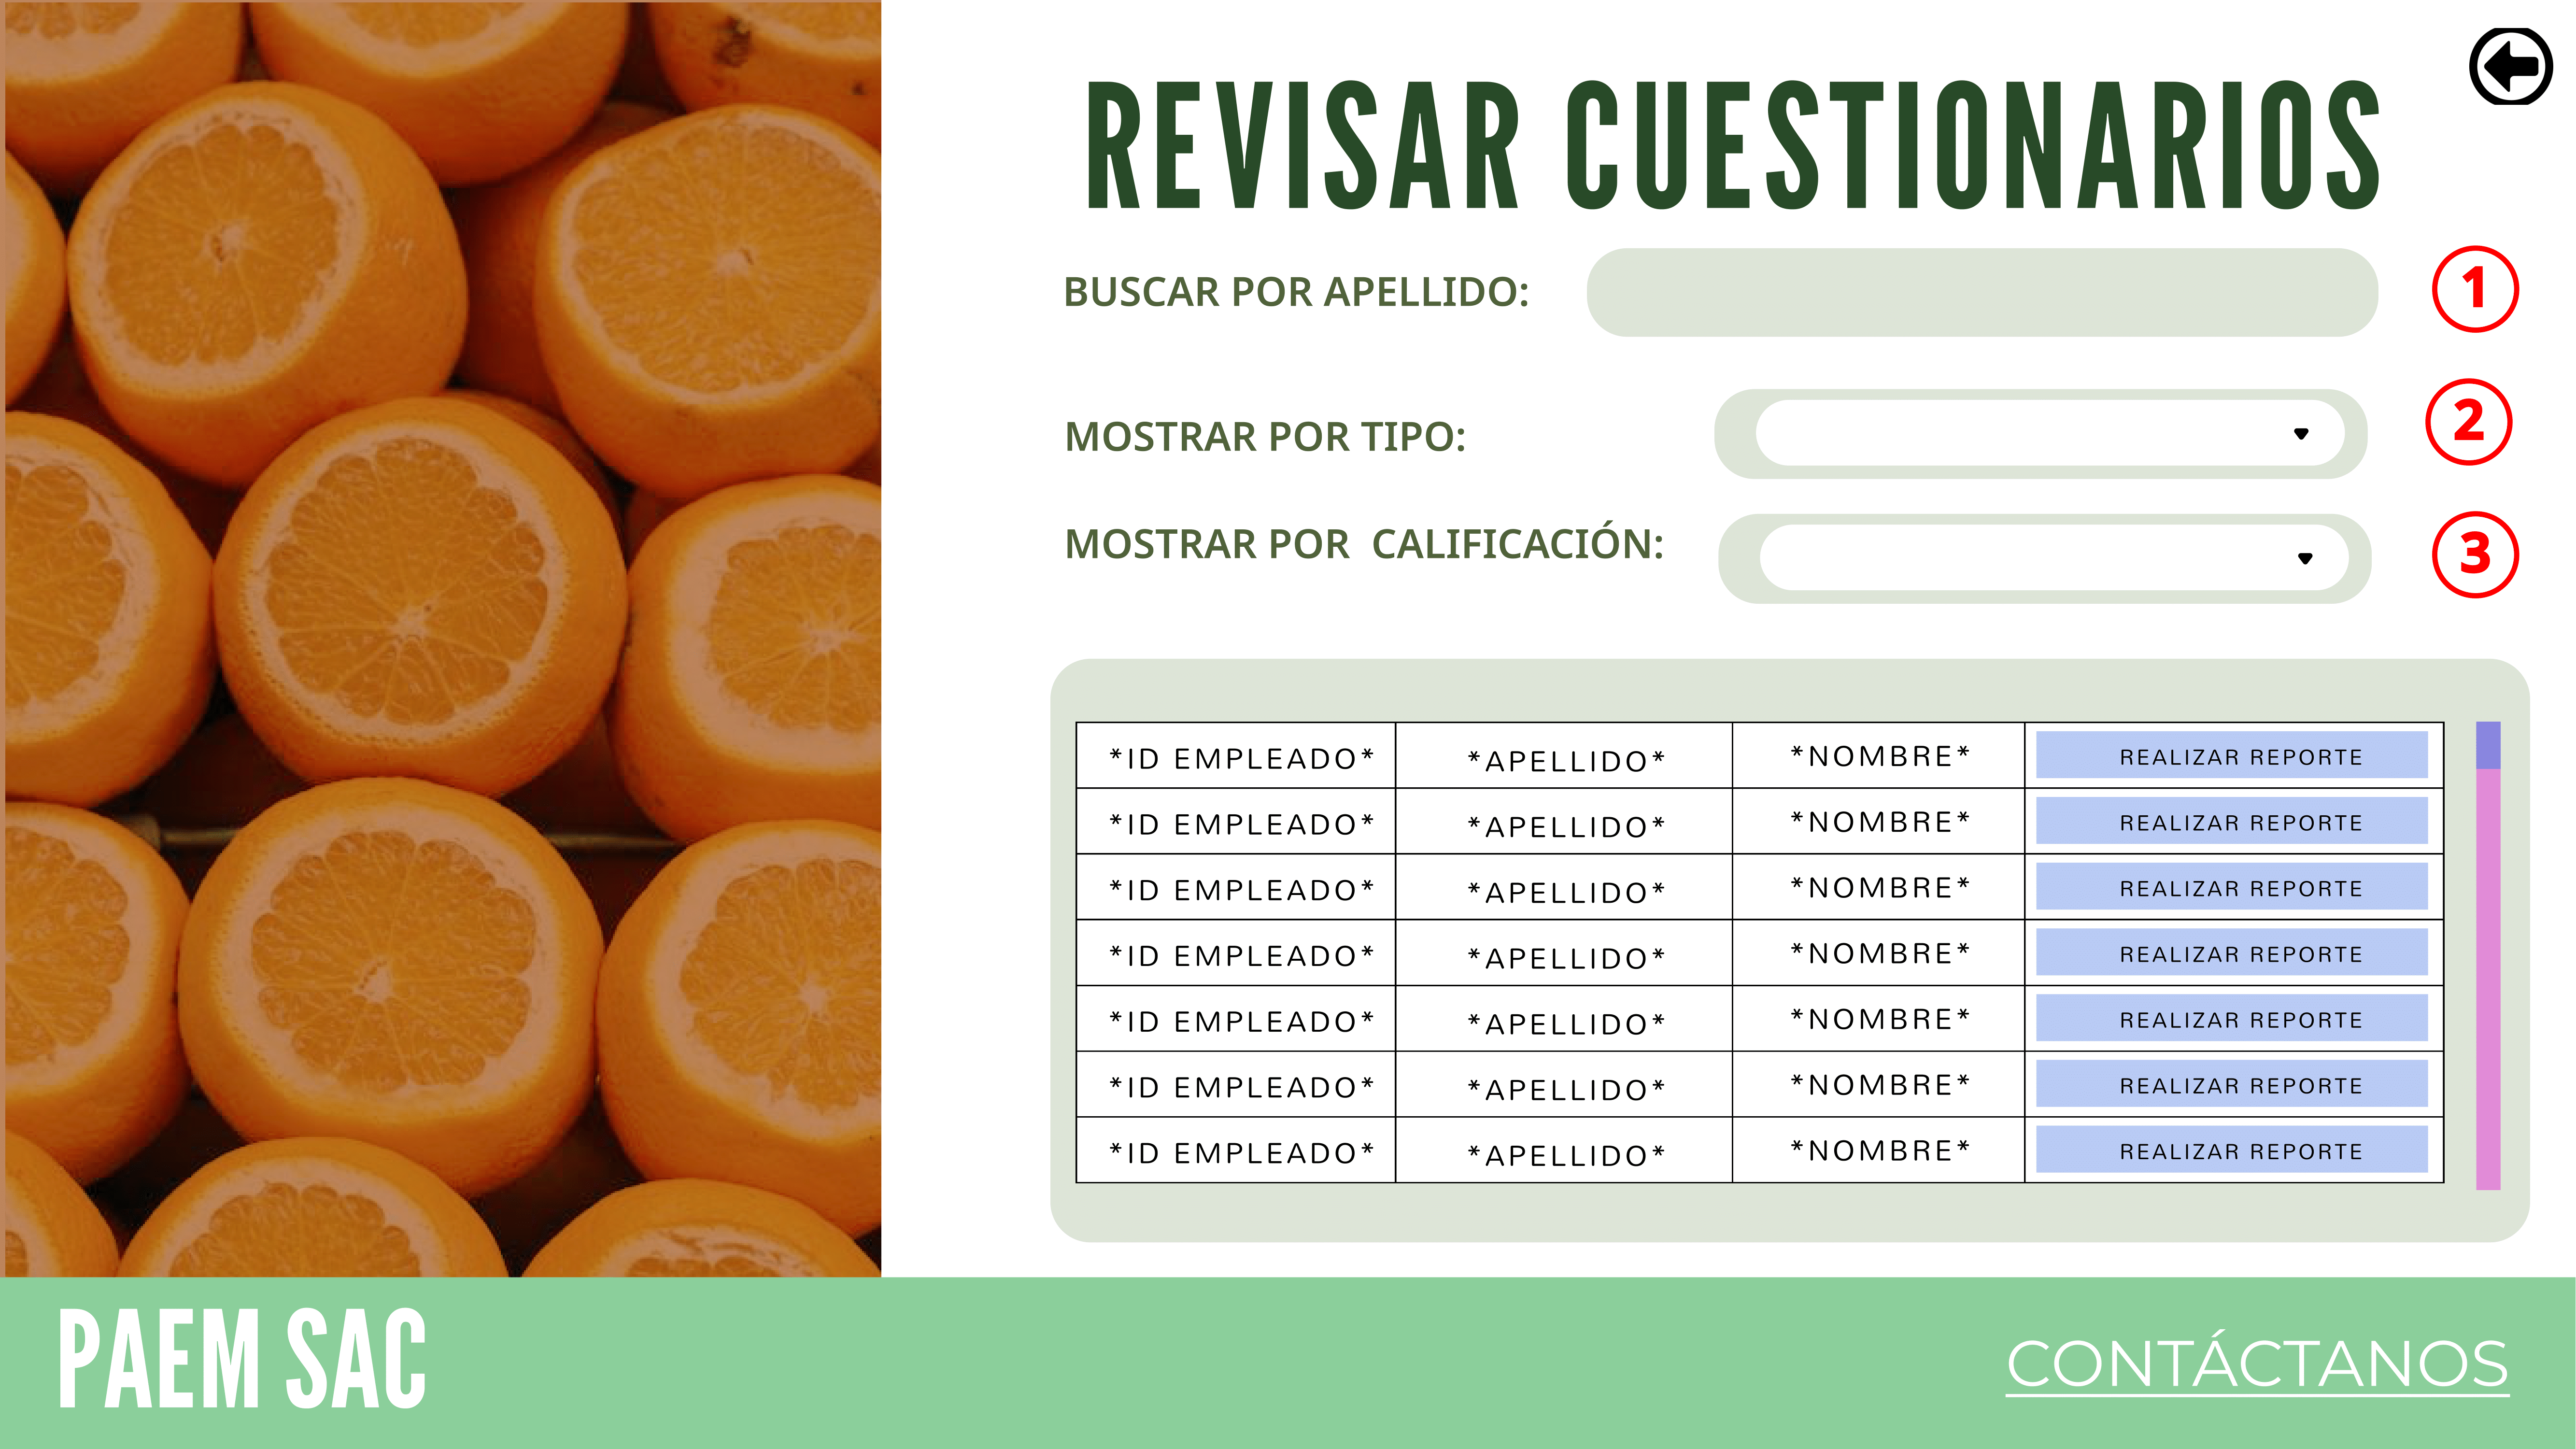 REVISAR CUESTIONARIOS
BUSCAR POR APELLIDO:
1
MOSTRAR POR TIPO:
2
MOSTRAR POR CALIFICACIÓN:
3
*ID EMPLEADO* *APELLIDO* *NOMBRE* REALIZAR REPORTE
*ID EMPLEADO* *APELLIDO* *NOMBRE* REALIZAR REPORTE
*ID EMPLEADO* *APELLIDO* *NOMBRE* REALIZAR REPORTE
*ID EMPLEADO* *APELLIDO* *NOMBRE* REALIZAR REPORTE
*ID EMPLEADO* *APELLIDO* *NOMBRE* REALIZAR REPORTE
*ID EMPLEADO* *APELLIDO* *NOMBRE* REALIZAR REPORTE
*ID EMPLEADO* *APELLIDO* *NOMBRE* REALIZAR REPORTE
PAEM SAC
CONTÁCTANOS